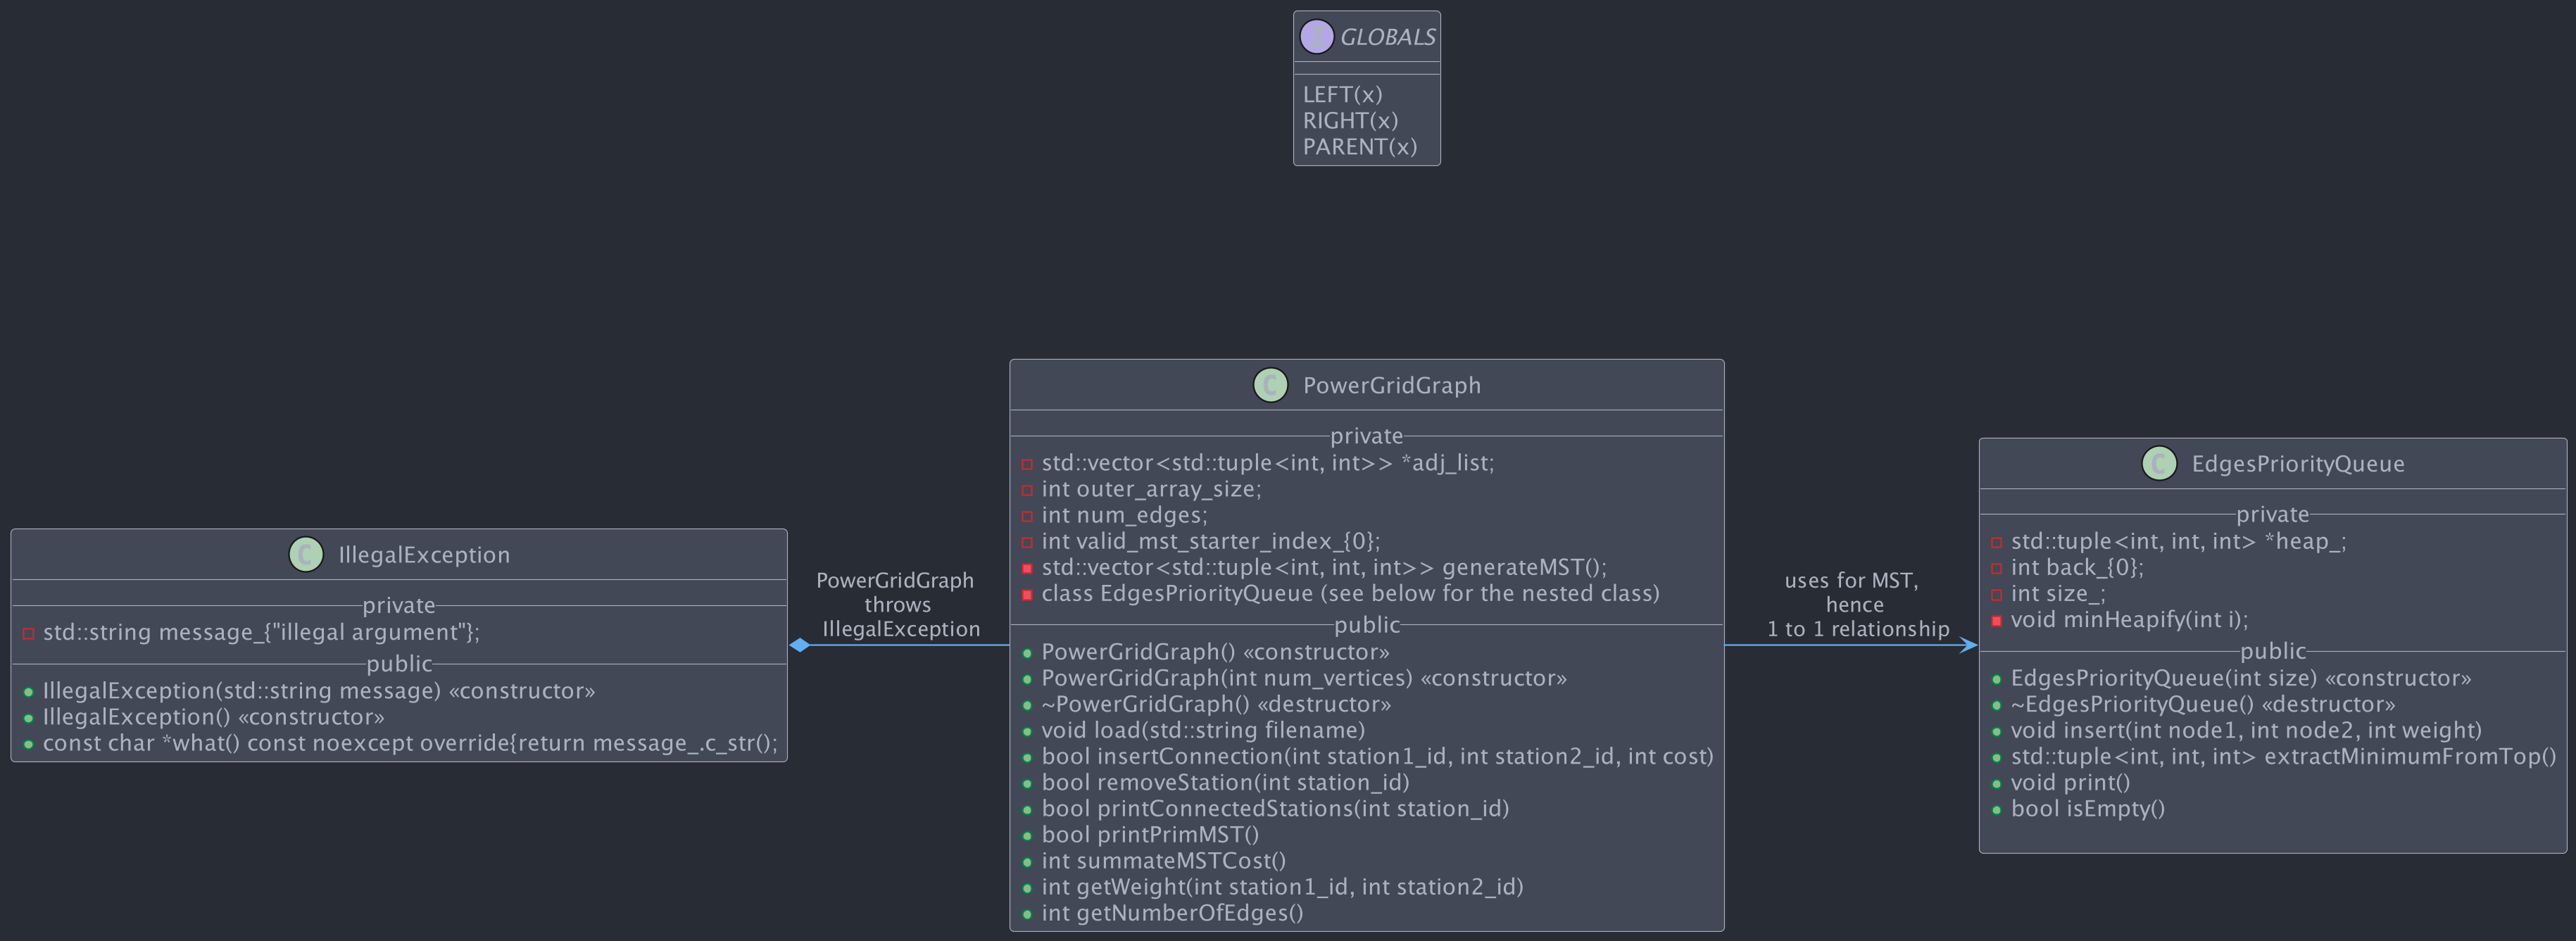 I GLOBALS
LEFT(x)
RIGHT(x)
PARENT(x)
C IllegalException
private
std::string message_{"illegal argument"};
public
IllegalException(std::string message) «constructor»
IllegalException() «constructor»
const char *what() const noexcept override{return message_.c_str();
PowerGridGraph
throws
IllegalException
C PowerGridGraph
private
std::vector<std::tuple<int, int>> *adj_list;
int outer_array_size;
int num_edges;
int valid_mst_starter_index_{0};
std::vector<std::tuple<int, int, int>> generateMST();
class EdgesPriorityQueue (see below for the nested class)
public
PowerGridGraph() «constructor»
PowerGridGraph(int num_vertices) «constructor»
~PowerGridGraph() «destructor»
void load(std::string filename)
bool insertConnection(int station1_id, int station2_id, int cost)
bool removeStation(int station_id)
bool printConnectedStations(int station_id)
bool printPrimMST()
int summateMSTCost()
int getWeight(int station1_id, int station2_id)
int getNumberOfEdges()
uses for MST,
hence
1 to 1 relationship
C EdgesPriorityQueue
private
std::tuple<int, int, int> *heap_;
int back_{0};
int size_;
void minHeapify(int i);
public
EdgesPriorityQueue(int size) «constructor»
~EdgesPriorityQueue() «destructor»
void insert(int node1, int node2, int weight)
std::tuple<int, int, int> extractMinimumFromTop()
void print()
bool isEmpty()